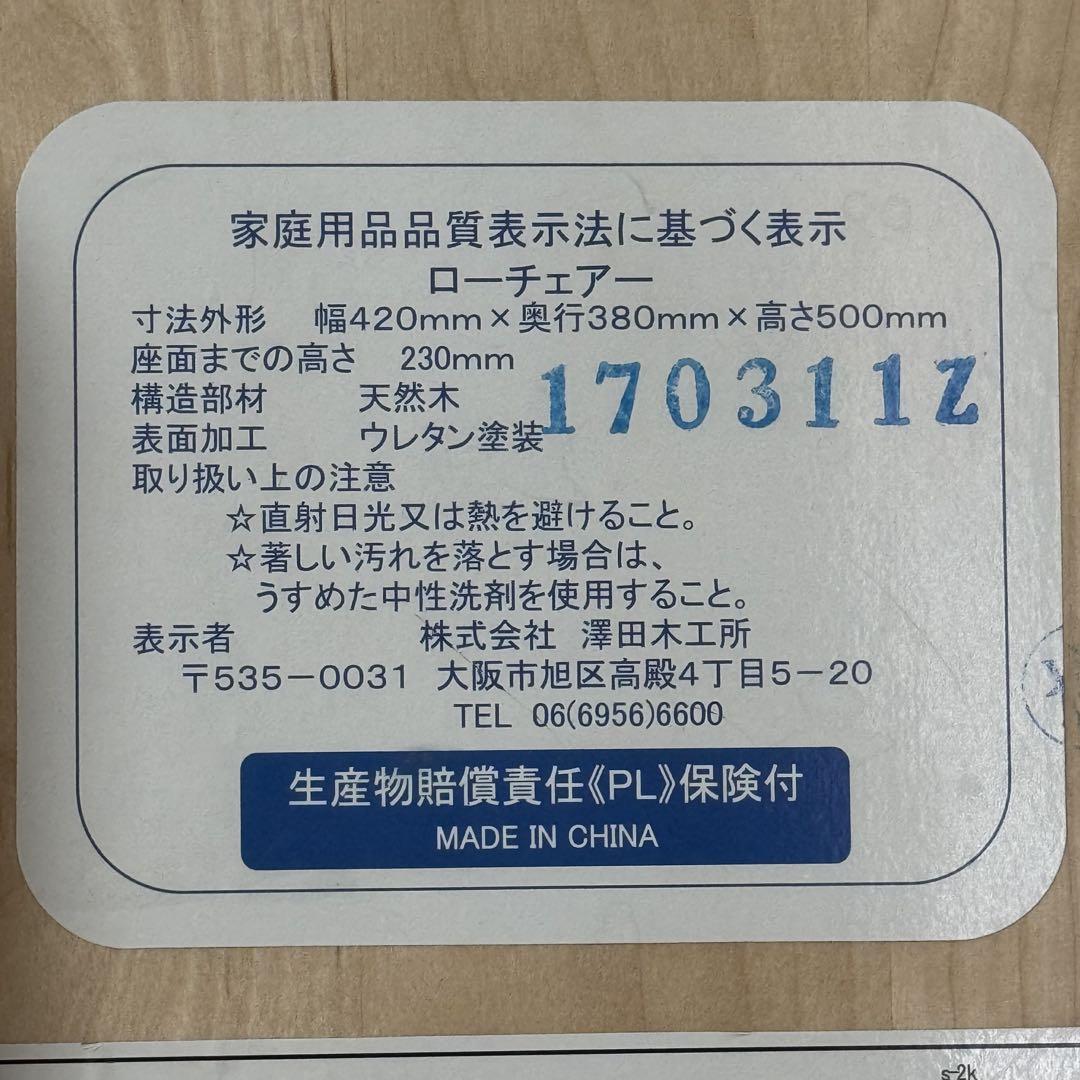 家庭用品品質表示法に基づく表示
ローチェアー
寸法外形 幅420mm×奥行380mm×高さ500mm
座面までの高さ 230mm
170311Z
構造部材 天然木
表面加工 ウレタン塗装
取り扱い上の注意
☆直射日光又は熱を避けること。
☆著しい汚れを落とす場合は、
うすめた中性洗剤を使用すること。
表示者 株式会社 澤田木工所
〒535-0031 大阪市旭区高殿4丁目5-20
TEL 06(6956)6600
生産物賠償責任《PL》保険付
MADE IN CHINA
s-2k